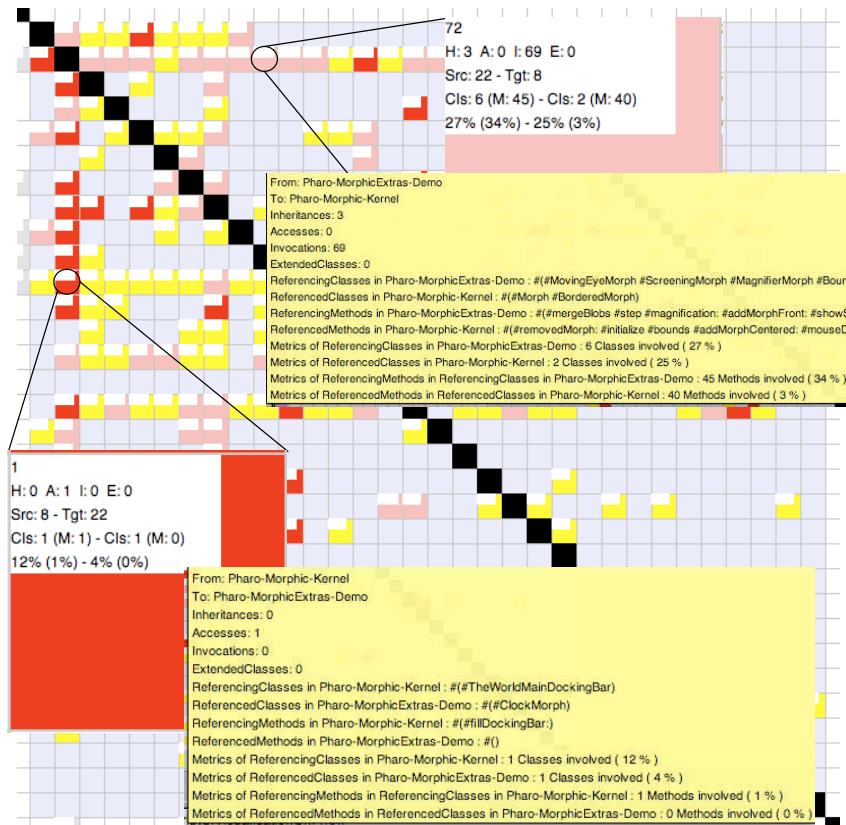 72
H: 3 A: 0 I: 69 E: 0
Src: 22 - Tgt: 8
Cls: 6 (M: 45) - Cls: 2 (M: 40)
27% (34%) - 25% (3%)
From: Pharo-MorphicExtras-Demo
To: Pharo-Morphic-Kernel
Inheritances: 3
Accesses: 0
Invocations: 69
ExtendedClasses: 0
ReferencingClasses in Pharo-MorphicExtras-Demo : #(#MovingEyeMorph #ScreeningMorph #MagnifierMorph #Boun
ReferencedClasses in Pharo-Morphic-Kernel : #(#Morph #BorderedMorph)
ReferencingMethods in Pharo-MorphicExtras-Demo : #(#mergeBlobs #step #magnification: #addMorphFront: #showS
ReferencedMethods in Pharo-Morphic-Kernel : #(#removedMorph: #initialize #bounds #addMorphCentered: #mouseD
Metrics of ReferencingClasses in Pharo-MorphicExtras-Demo : 6 Classes involved ( 27 % )
Metrics of ReferencedClasses in Pharo-Morphic-Kernel : 2 Classes involved ( 25 % )
Metrics of ReferencingMethods in ReferencingClasses in Pharo-MorphicExtras-Demo : 45 Methods involved ( 34 % )
Metrics of ReferencedMethods in ReferencedClasses in Pharo-Morphic-Kernel : 40 Methods involved ( 3 % )
1
H: 0 A: 1 I: 0 E: 0
Src: 8 - Tgt: 22
Cls: 1 (M: 1) - Cls: 1 (M: 0)
12% (1%) - 4% (0%)
From: Pharo-Morphic-Kernel
To: Pharo-MorphicExtras-Demo
Inheritances: 0
Accesses: 1
Invocations: 0
ExtendedClasses: 0
ReferencingClasses in Pharo-Morphic-Kernel : #(#TheWorldMainDockingBar)
ReferencedClasses in Pharo-MorphicExtras-Demo : #(#ClockMorph)
ReferencingMethods in Pharo-Morphic-Kernel : #(#fillDockingBar:)
ReferencedMethods in Pharo-MorphicExtras-Demo : #()
Metrics of ReferencingClasses in Pharo-Morphic-Kernel : 1 Classes involved ( 12 % )
Metrics of ReferencedClasses in Pharo-MorphicExtras-Demo : 1 Classes involved ( 4 % )
Metrics of ReferencingMethods in ReferencingClasses in Pharo-Morphic-Kernel : 1 Methods involved ( 1 % )
Metrics of ReferencedMethods in ReferencedClasses in Pharo-MorphicExtras-Demo : 0 Methods involved ( 0 % )